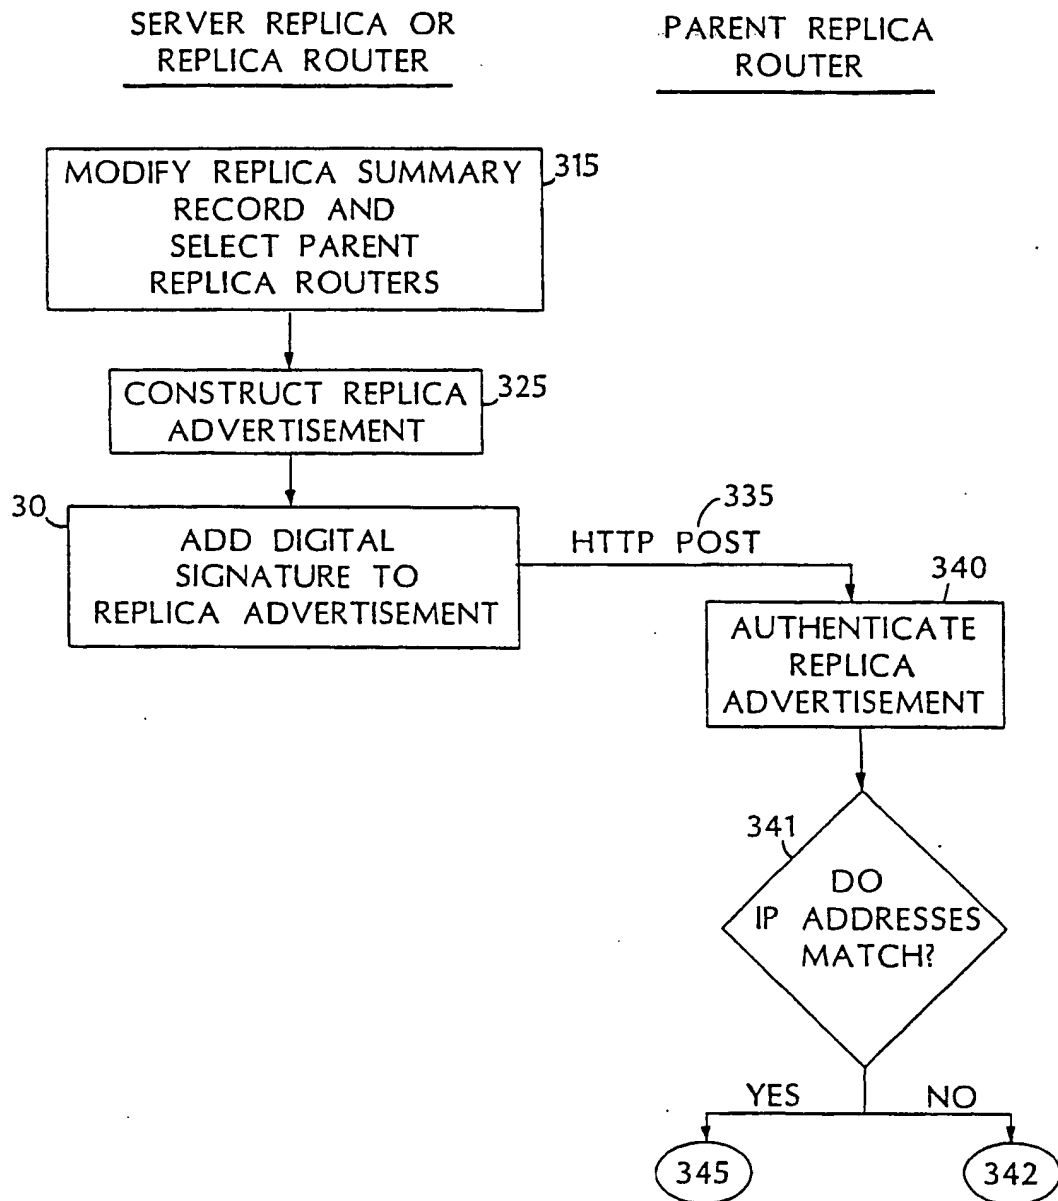 SERVER REPLICA OR
REPLICA ROUTER
PARENT REPLICA
ROUTER
MODIFY REPLICA SUMMARY
RECORD AND
SELECT PARENT
REPLICA ROUTERS
315
CONSTRUCT REPLICA
ADVERTISEMENT
325
30
ADD DIGITAL
SIGNATURE TO
REPLICA ADVERTISEMENT
335
HTTP POST
340
AUTHENTICATE
REPLICA
ADVERTISEMENT
341
DO
IP ADDRESSES
MATCH?
YES
NO
345
342